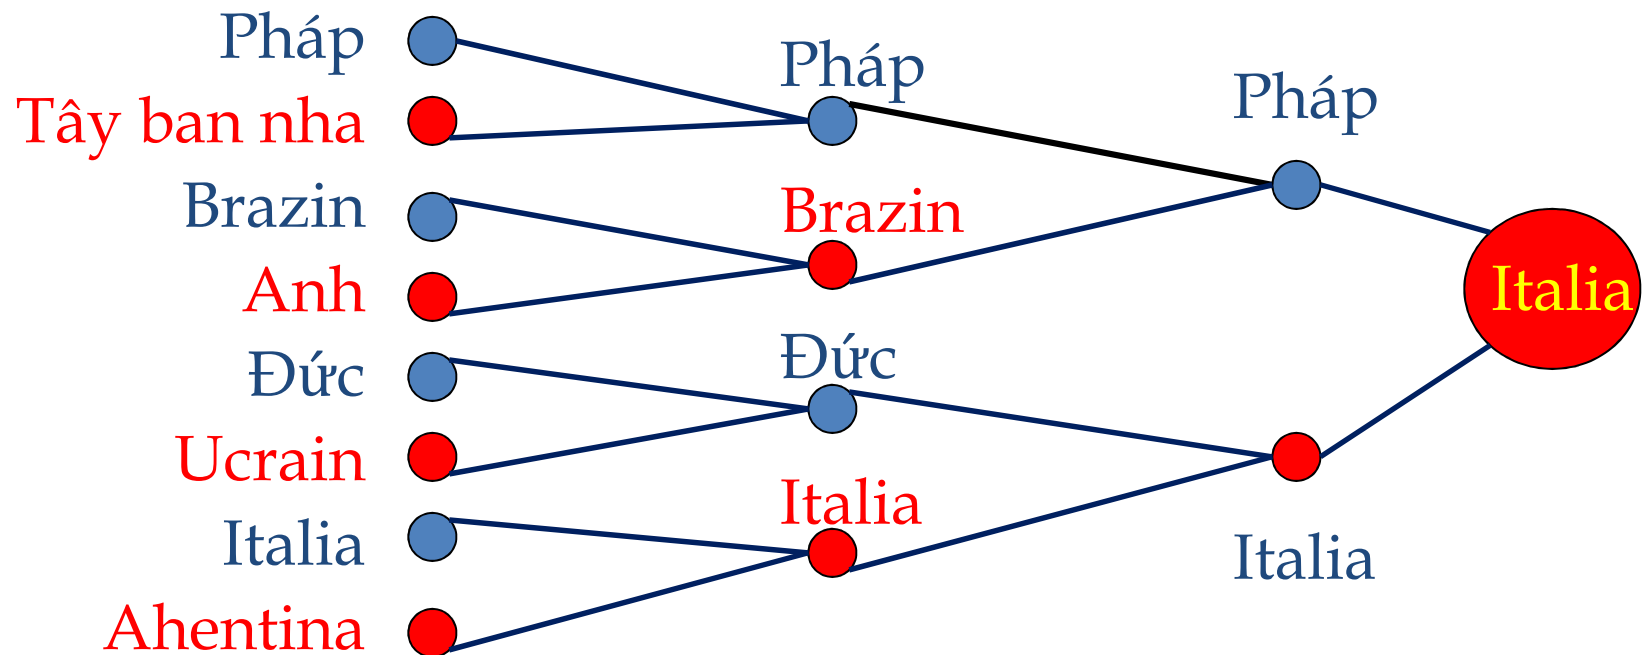 Pháp
Tây ban nha
Brazin
Anh
Đức
Ucrain
Italia
Ahentina
Pháp
Brazin
Đức
Italia
Pháp
Italia
Italia